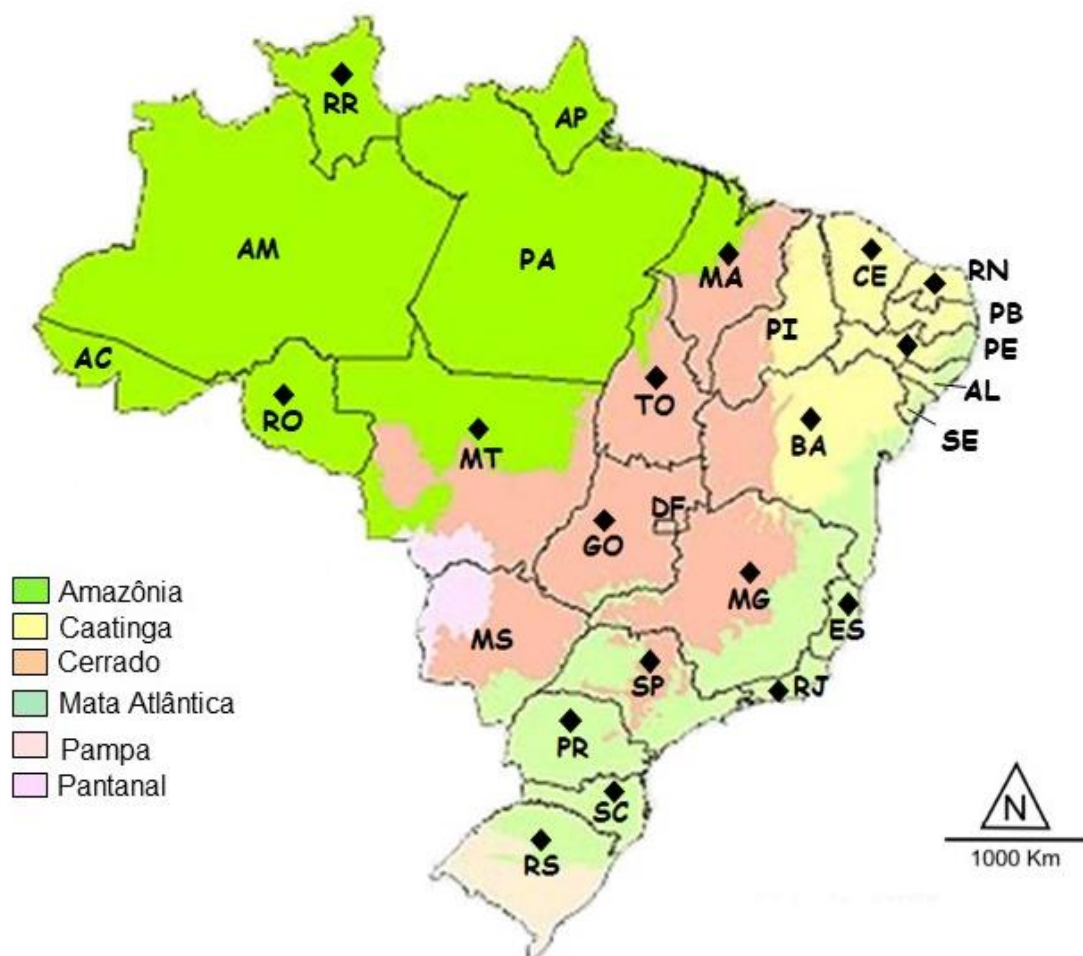 RR
AP
AM
PA
MA
CE
RN
PB
PI
PE
AC
AL
RO
TO
SE
MT
BA
DF
GO
MG
ES
MS
SP
RJ
PR
SC
RS
Amazônia
Caatinga
Cerrado
Mata Atlântica
Pampa
Pantanal
N
1000 Km